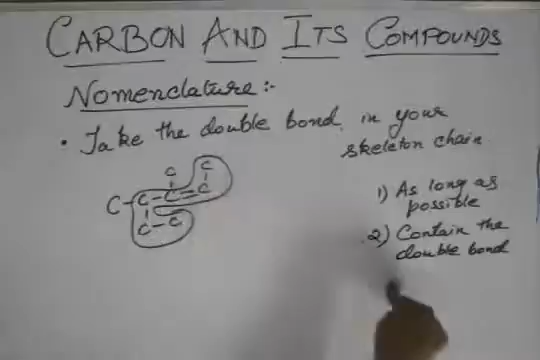 CARBON AND ITS COMPOUNDS
Nomenclature :-
• Take the double bond in your
skeleton chain.
C C
C-C-C=C
C-C
1) As long as
possible
2) Contain the
double bond